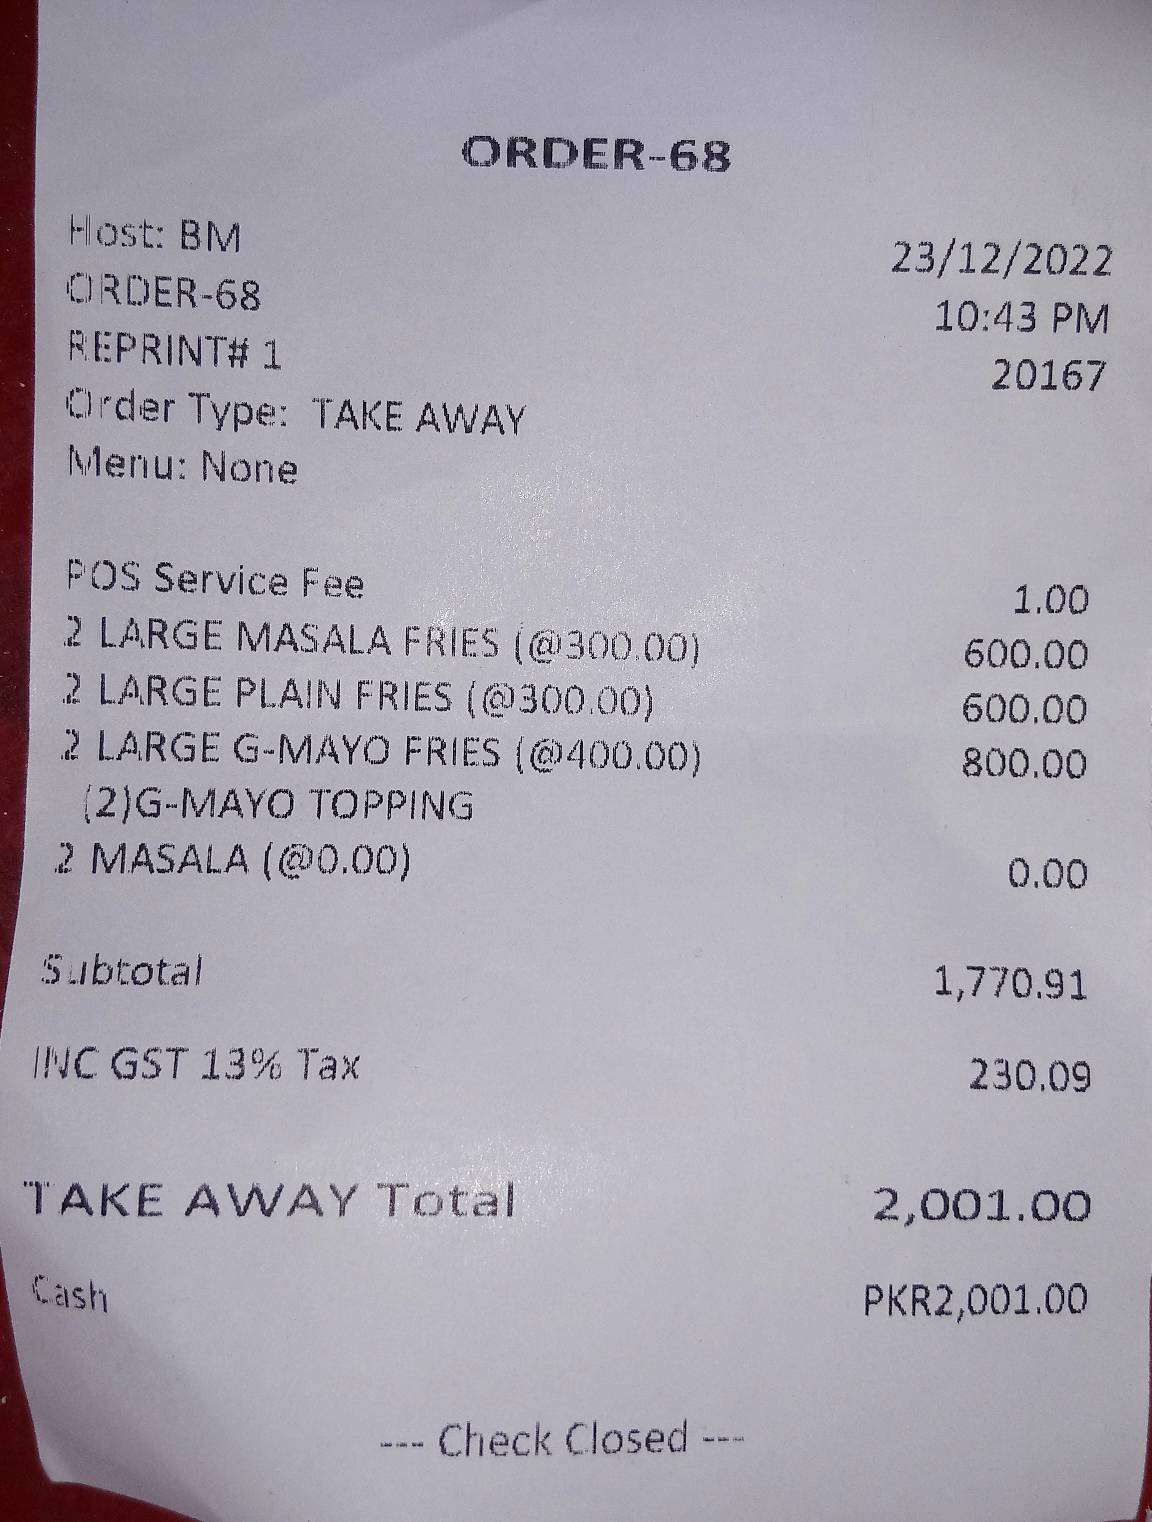 ORDER-68
Host: BM
23/12/2022
ORDER-68
10:43 PM
REPRINT# 1
20167
Order Type: TAKE AWAY
Menu: None
POS Service Fee 1.00
2 LARGE MASALA FRIES (@300.00) 600.00
2 LARGE PLAIN FRIES (@300.00) 600.00
2 LARGE G-MAYO FRIES (@400.00) 800.00
(2)G-MAYO TOPPING
2 MASALA (@0.00) 0.00
Subtotal 1,770.91
INC GST 13% Tax 230.09
TAKE AWAY Total 2,001.00
Cash PKR2,001.00
--- Check Closed ---